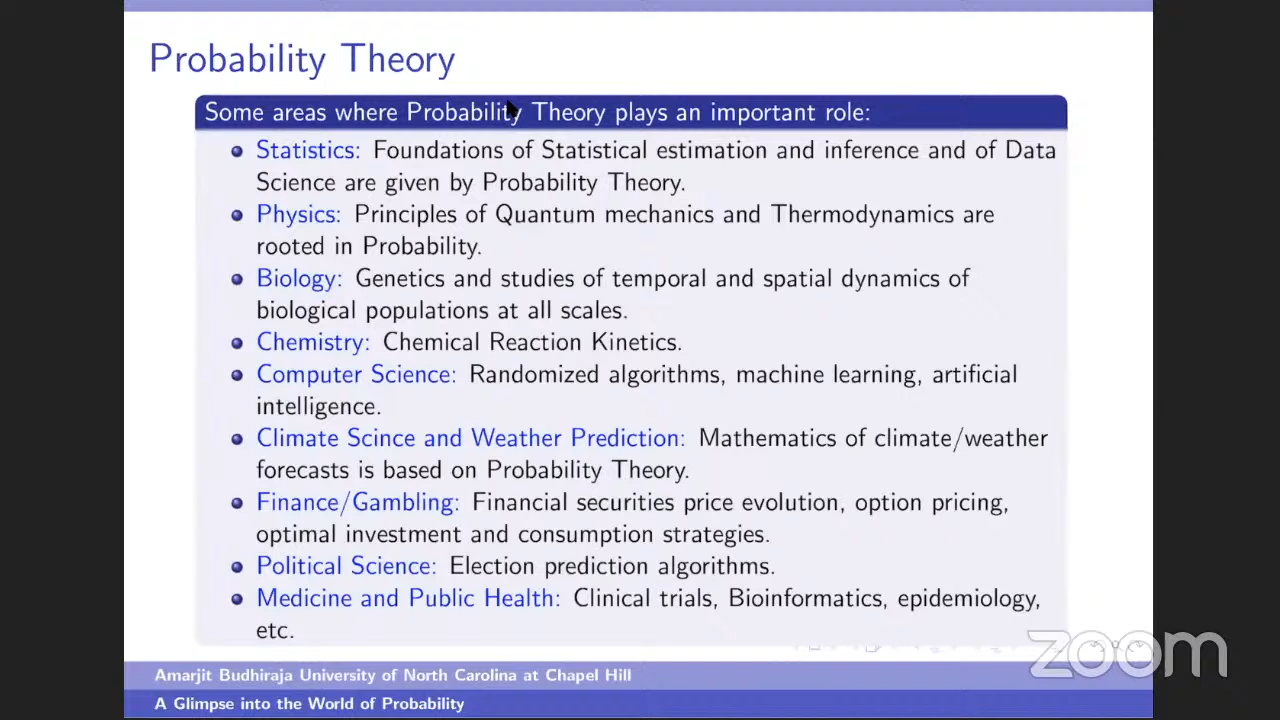 Probability Theory
Some areas where Probability Theory plays an important role:
Statistics: Foundations of Statistical estimation and inference and of Data
Science are given by Probability Theory.
Physics: Principles of Quantum mechanics and Thermodynamics are
rooted in Probability.
Biology: Genetics and studies of temporal and spatial dynamics of
biological populations at all scales.
Chemistry: Chemical Reaction Kinetics.
Computer Science: Randomized algorithms, machine learning, artificial
intelligence.
Climate Scince and Weather Prediction: Mathematics of climate/weather
forecasts is based on Probability Theory.
Finance/Gambling: Financial securities price evolution, option pricing,
optimal investment and consumption strategies.
Political Science: Election prediction algorithms.
Medicine and Public Health: Clinical trials, Bioinformatics, epidemiology,
etc.
zoom
Amarjit Budhiraja University of North Carolina at Chapel Hill
A Glimpse into the World of Probability